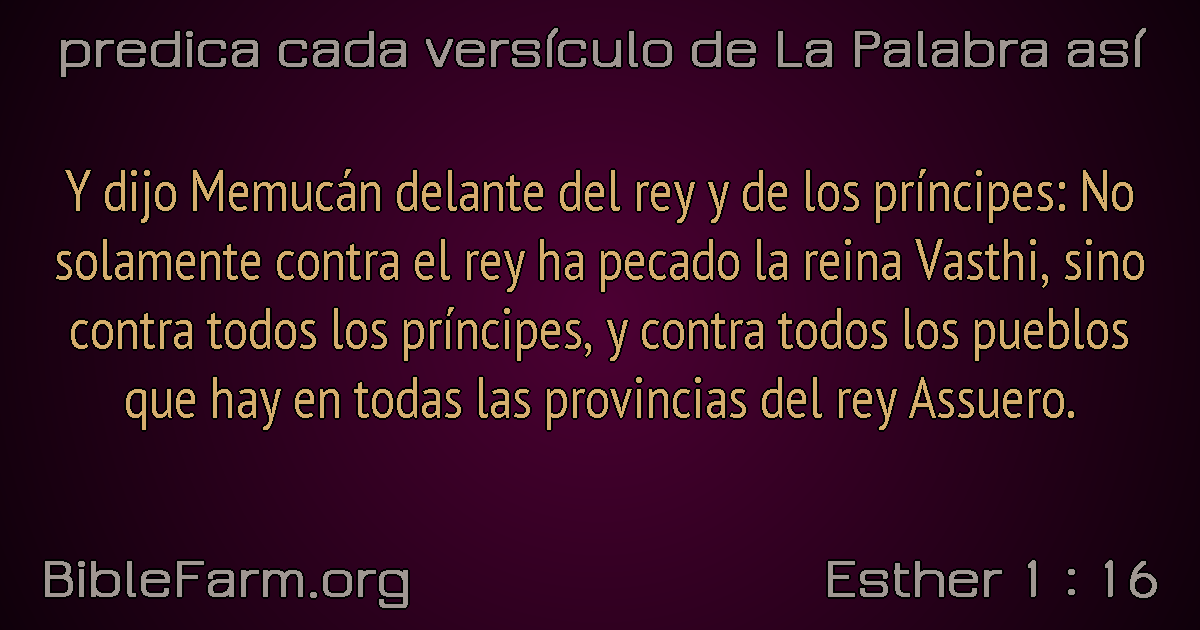 predica cada versículo de La Palabra así
Y dijo Memucán delante del rey y de los príncipes: No
solamente contra el rey ha pecado la reina Vasthi, sino
contra todos los príncipes, y contra todos los pueblos
que hay en todas las provincias del rey Assuero.
BibleFarm.org
Esther 1 : 16